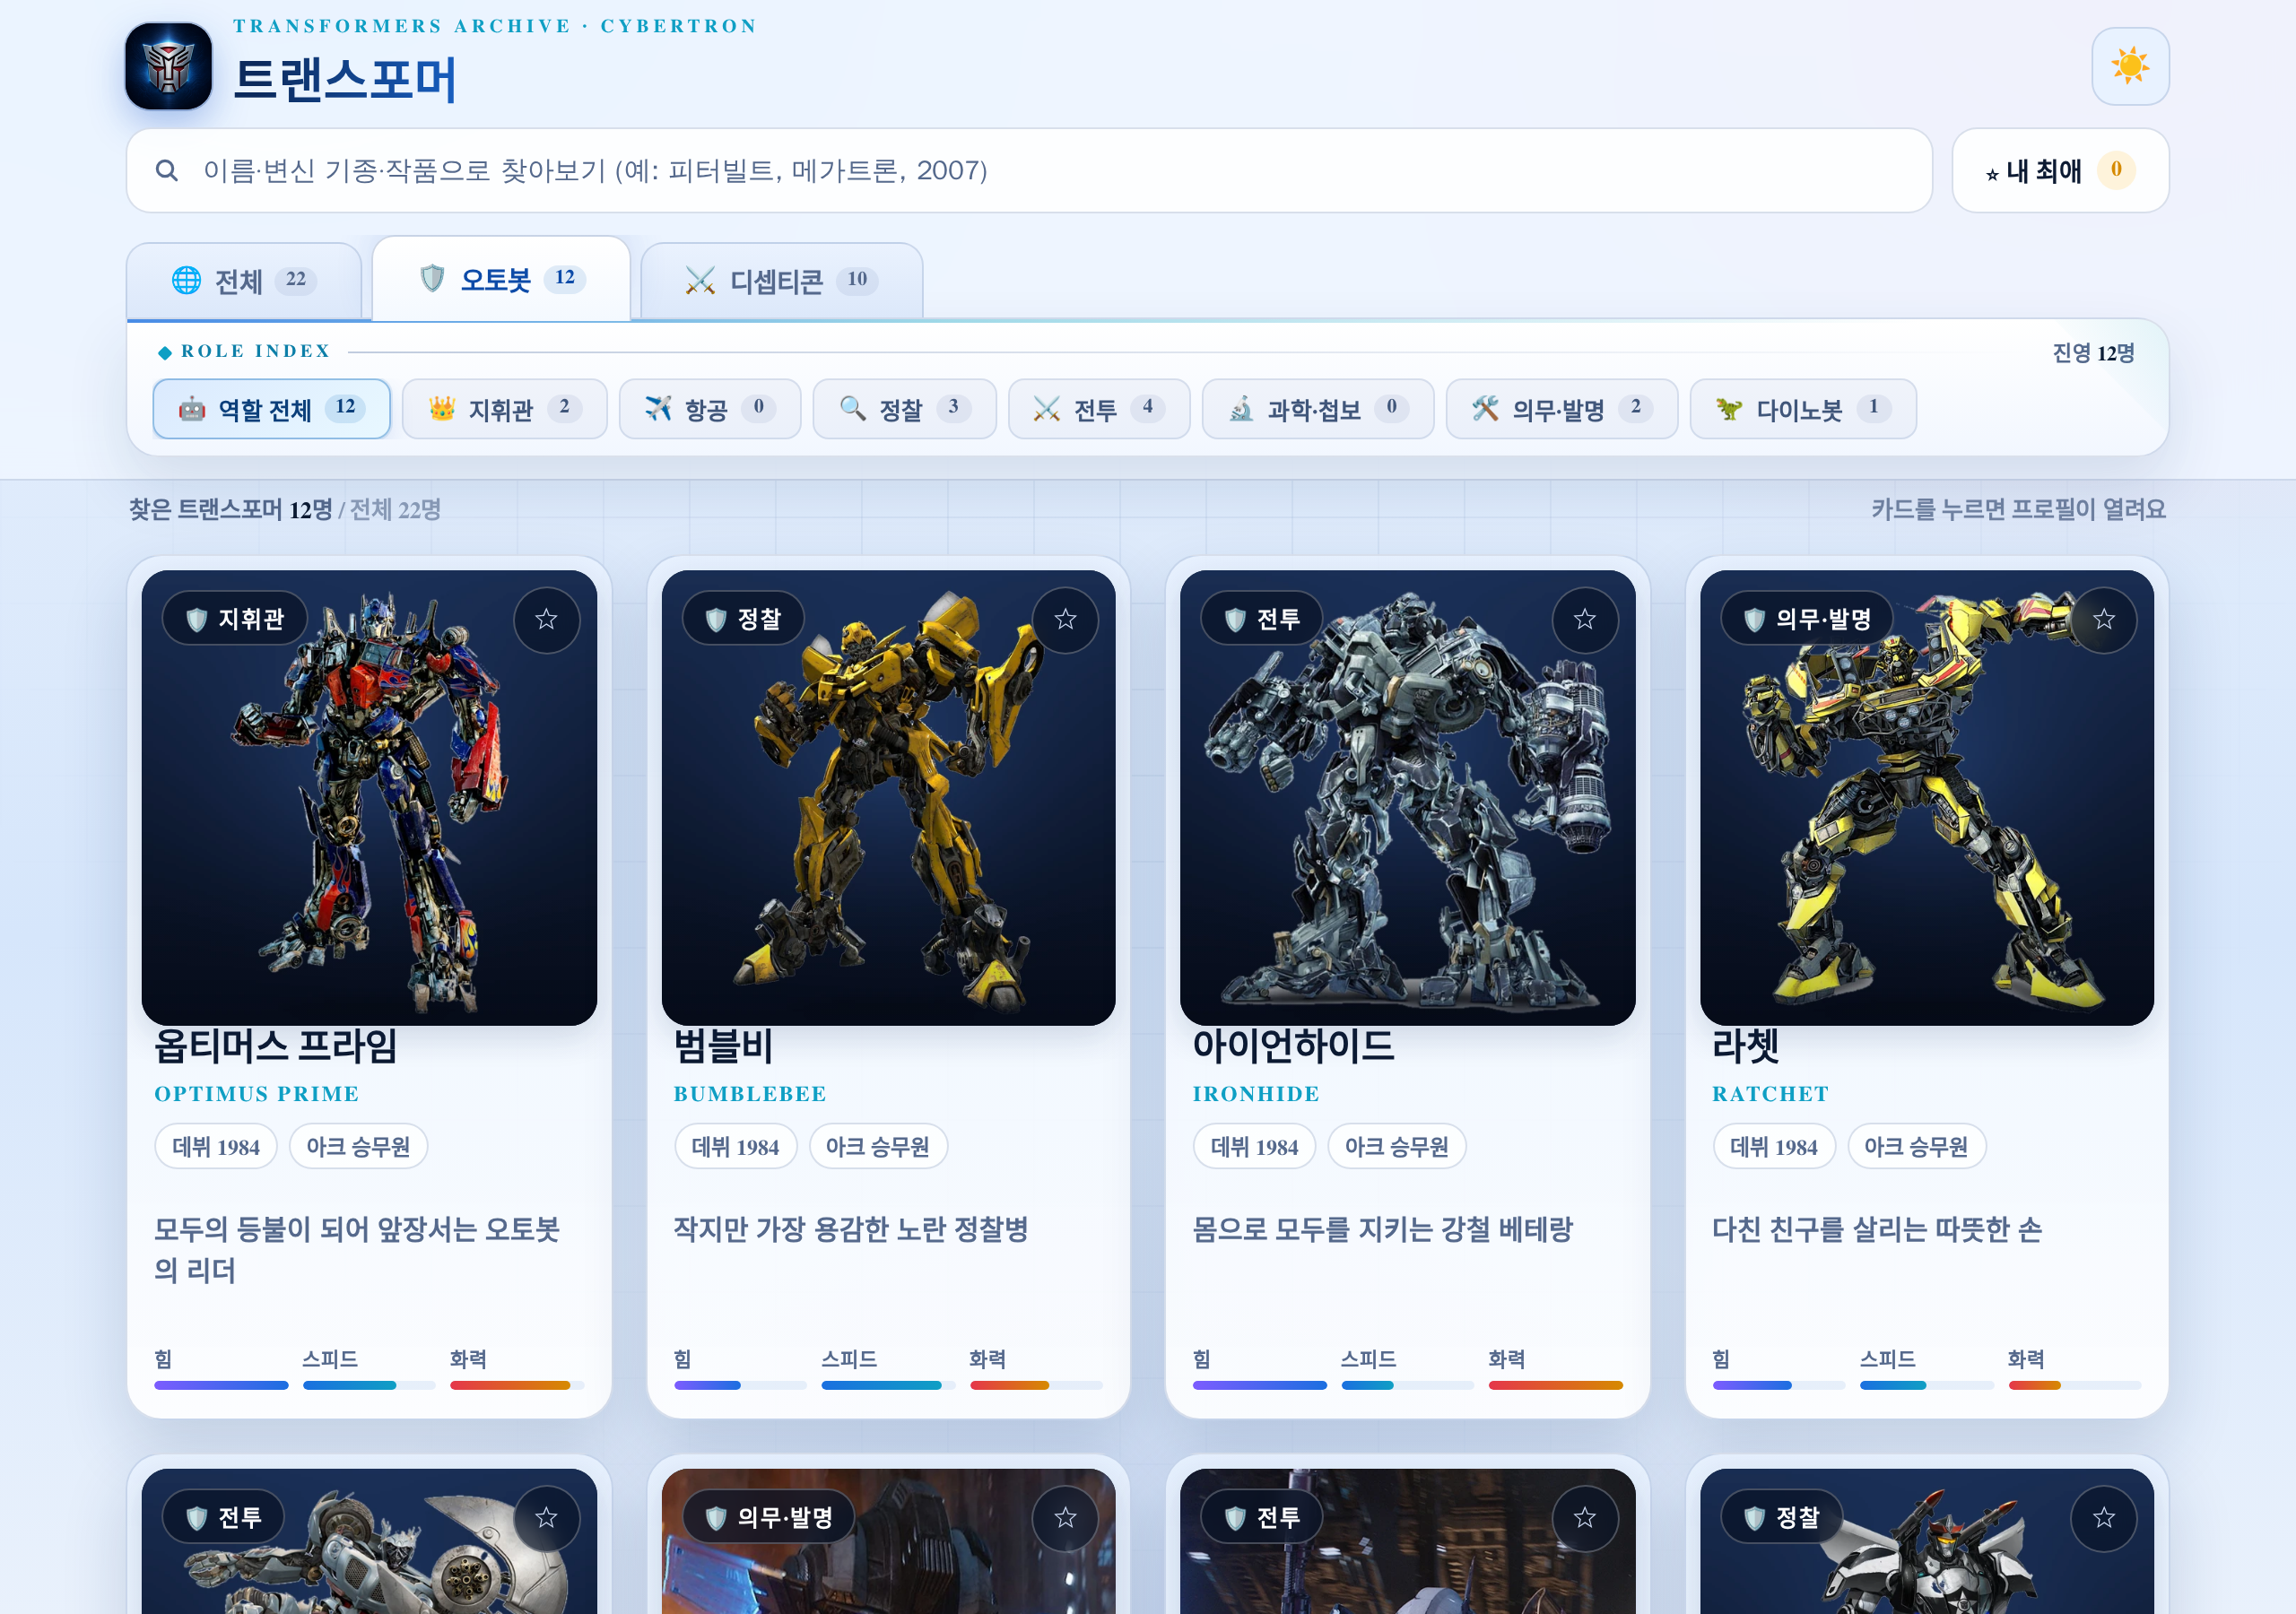 TRANSFORMERS ARCHIVE · CYBERTRON
트랜스포머
이름·변신 기종·작품으로 찾아보기 (예: 피터빌트, 메가트론, 2007)
☆ 내 최애 0
전체 22
오토봇 12
디셉티콘 10
◆ ROLE INDEX
진영 12명
역할 전체 12
지휘관 2
항공 0
정찰 3
전투 4
과학·첩보 0
의무·발명 2
다이노봇 1
찾은 트랜스포머 12명 / 전체 22명
카드를 누르면 프로필이 열려요
지휘관
정찰
전투
의무·발명
옵티머스 프라임
OPTIMUS PRIME
데뷔 1984
아크 승무원
모두의 등불이 되어 앞장서는 오토봇
의 리더
힘
스피드
화력
범블비
BUMBLEBEE
데뷔 1984
아크 승무원
작지만 가장 용감한 노란 정찰병
힘
스피드
화력
아이언하이드
IRONHIDE
데뷔 1984
아크 승무원
몸으로 모두를 지키는 강철 베테랑
힘
스피드
화력
라쳇
RATCHET
데뷔 1984
아크 승무원
다친 친구를 살리는 따뜻한 손
힘
스피드
화력
전투
의무·발명
전투
정찰